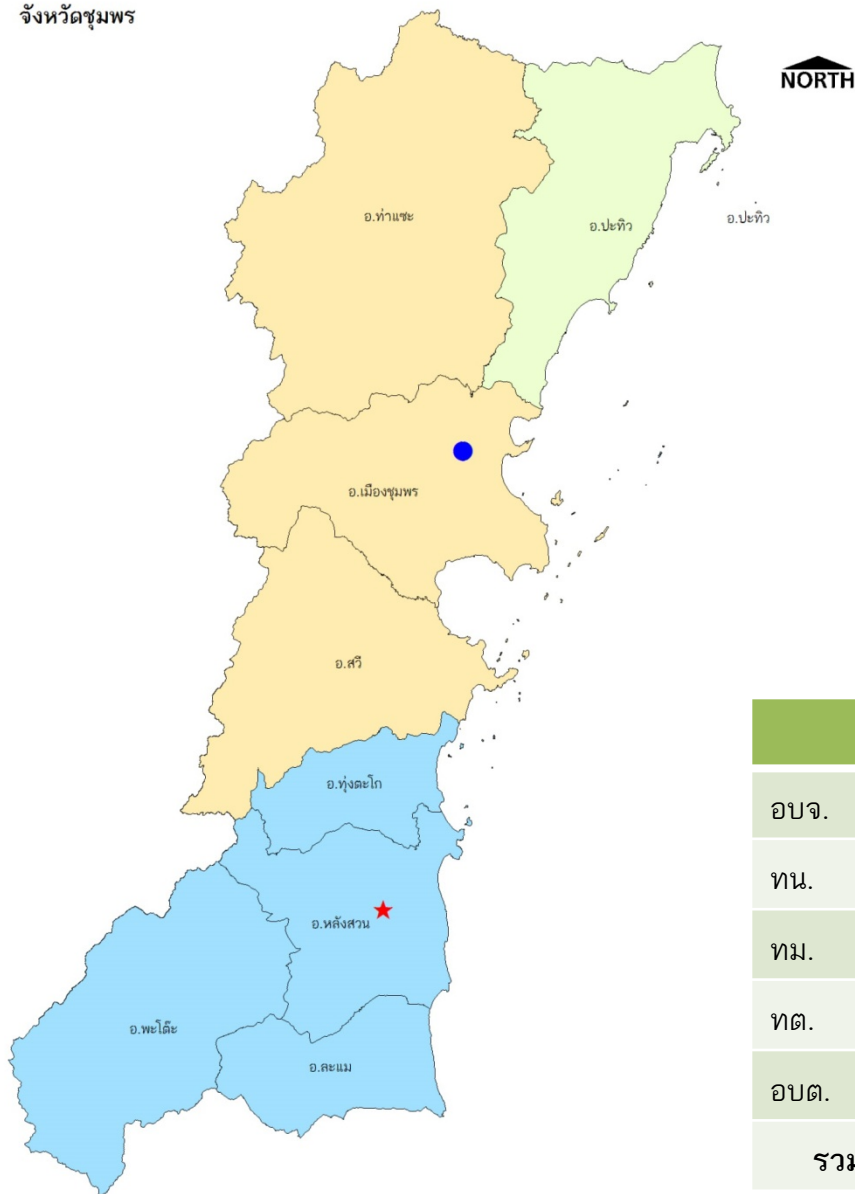 จังหวัดชุมพร
NORTH
อ.ท่าแซะ
อ.ปะทิว
อ.ปะทิว
อ.เมืองชุมพร
อ.สวี
อ.ทุ่งตะโก
อ.หลังสวน
อ.พะโต๊ะ
อ.ละแม
อบจ.
ทน.
ทม.
ทต.
อบต.
รวม